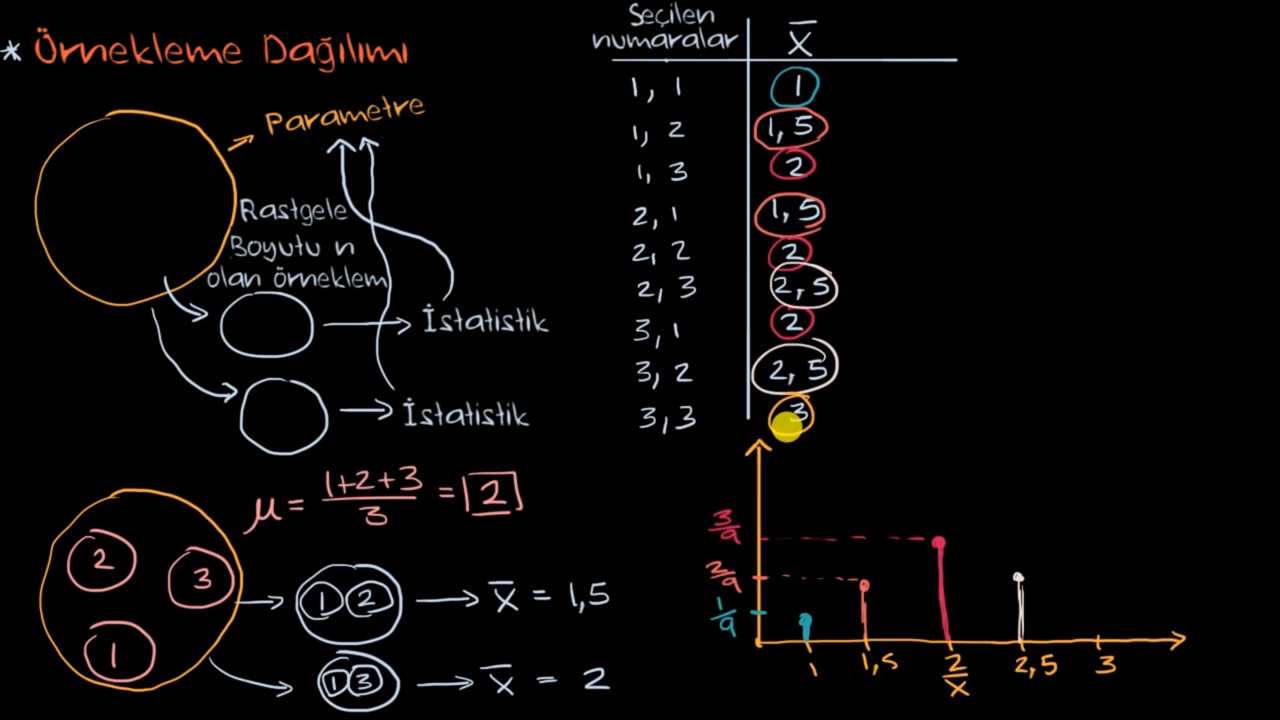 * Örnekleme Dağılımı
Parametre
Rastgele
Boyutu n
olan örneklem
İstatistik
İstatistik
μ = 1+2+3/3 = 2
2
3
1
1 2 x̄ = 1,5
1 3 x̄ = 2
Seçilen
numaralar x̄
1, 1 1
1, 2 1,5
1, 3 2
2, 1 1,5
2, 2 2
2, 3 2,5
3, 1 2
3, 2 2,5
3,3 3
3/9
2/9
1/9
1 1,5 2 2,5 3
x̄